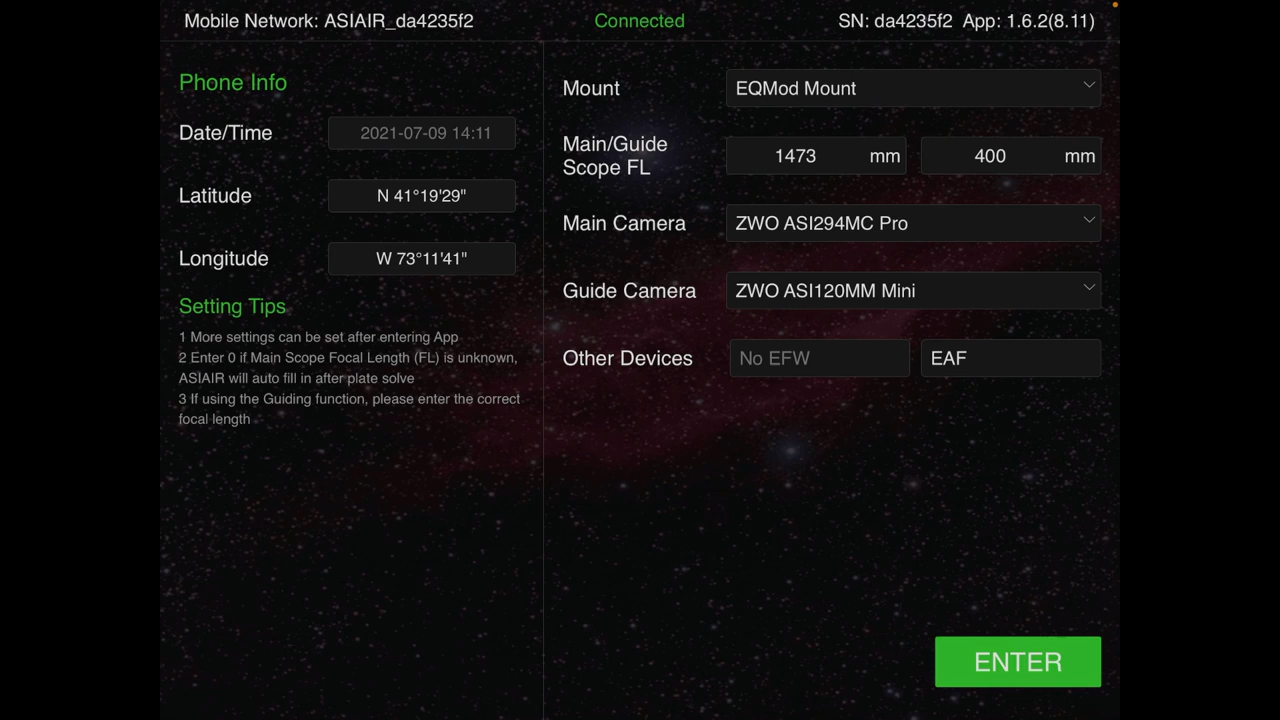 Mobile Network: ASIAIR_da4235f2 Connected SN: da4235f2 App: 1.6.2(8.11)
Phone Info
Date/Time 2021-07-09 14:11
Latitude N 41°19'29"
Longitude W 73°11'41"
Setting Tips
1 More settings can be set after entering App
2 Enter 0 if Main Scope Focal Length (FL) is unknown,
ASIAIR will auto fill in after plate solve
3 If using the Guiding function, please enter the correct
focal length
Mount EQMod Mount
Main/Guide
Scope FL 1473 mm 400 mm
Main Camera ZWO ASI294MC Pro
Guide Camera ZWO ASI120MM Mini
Other Devices No EFW EAF
ENTER